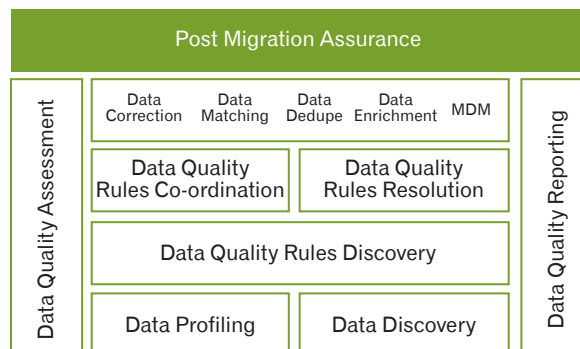 Post Migration Assurance
Data Quality Assessment
Data
Correction
Data
Matching
Data
Dedupe
Data
Enrichment
MDM
Data Quality
Rules Co-ordination
Data Quality
Rules Resolution
Data Quality Rules Discovery
Data Profiling
Data Discovery
Data Quality Reporting